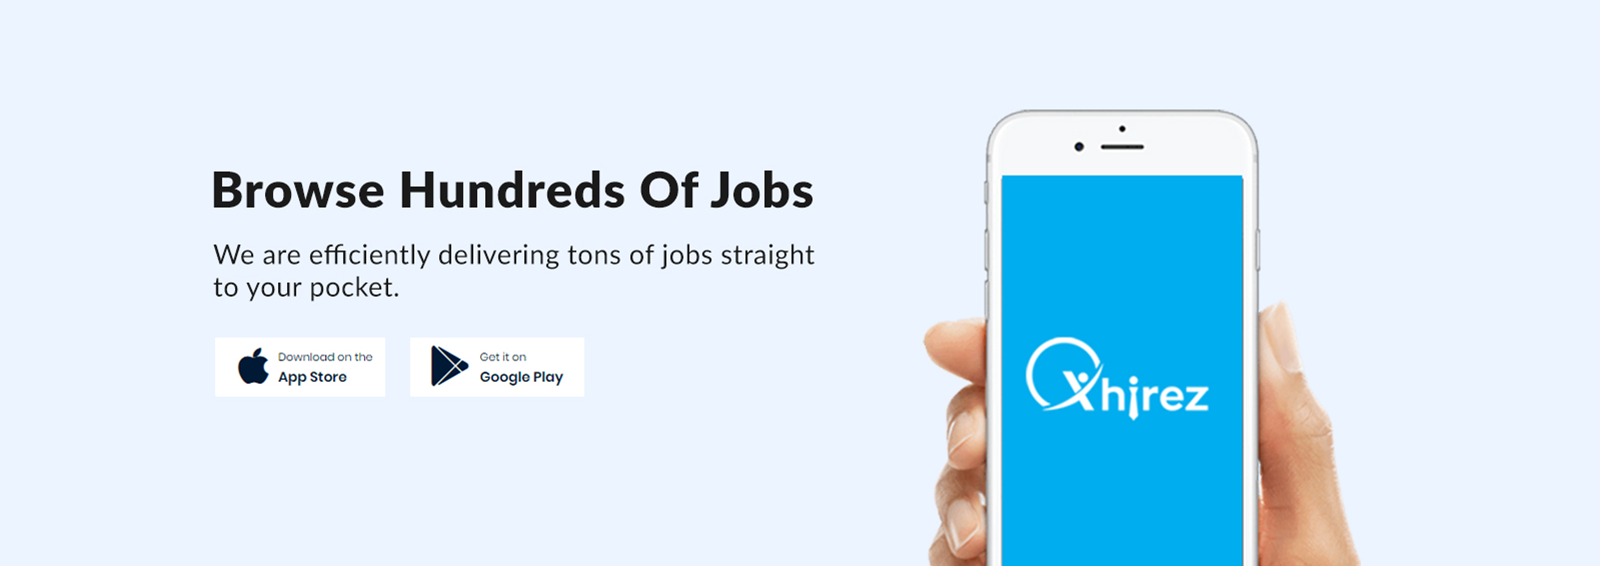 Browse Hundreds Of Jobs
We are efficiently delivering tons of jobs straight
to your pocket.
Download on the
App Store
Get it on
Google Play
Xhirez